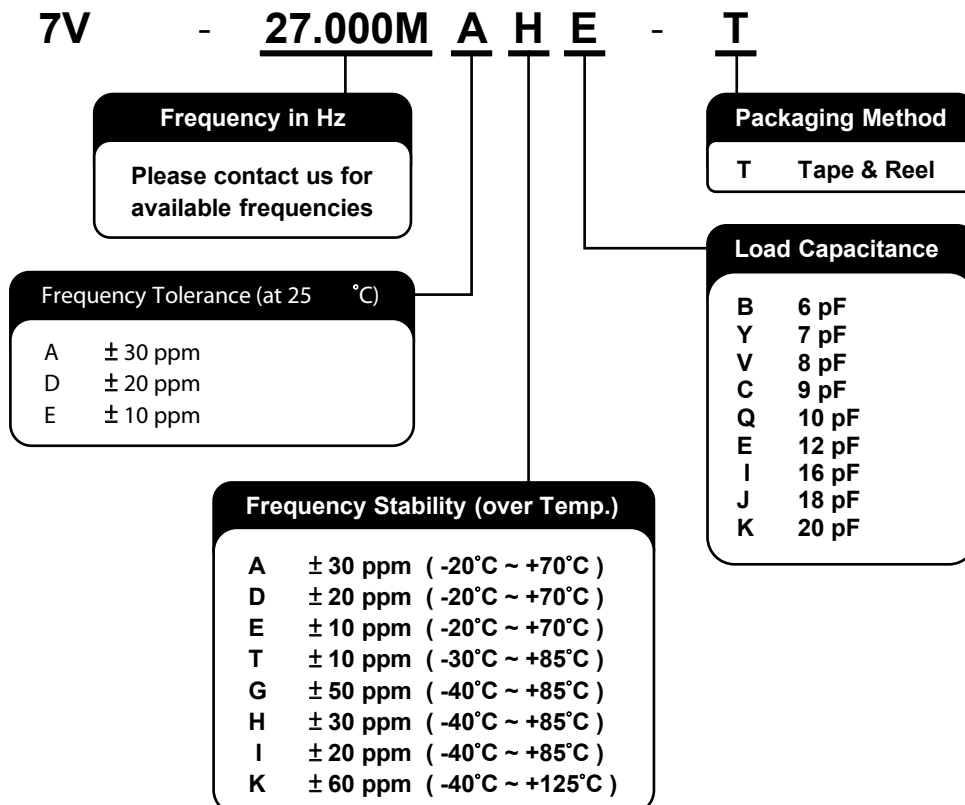 7V - 27.000M A H E - T
Frequency in Hz
Please contact us for
available frequencies
Packaging Method
T Tape & Reel
Frequency Tolerance (at 25 ˚C)
A ± 30 ppm
D ± 20 ppm
E ± 10 ppm
Load Capacitance
B 6 pF
Y 7 pF
V 8 pF
C 9 pF
Q 10 pF
E 12 pF
I 16 pF
J 18 pF
K 20 pF
Frequency Stability (over Temp.)
A ± 30 ppm ( -20˚C ~ +70˚C )
D ± 20 ppm ( -20˚C ~ +70˚C )
E ± 10 ppm ( -20˚C ~ +70˚C )
T ± 10 ppm ( -30˚C ~ +85˚C )
G ± 50 ppm ( -40˚C ~ +85˚C )
H ± 30 ppm ( -40˚C ~ +85˚C )
I ± 20 ppm ( -40˚C ~ +85˚C )
K ± 60 ppm ( -40˚C ~ +125˚C )